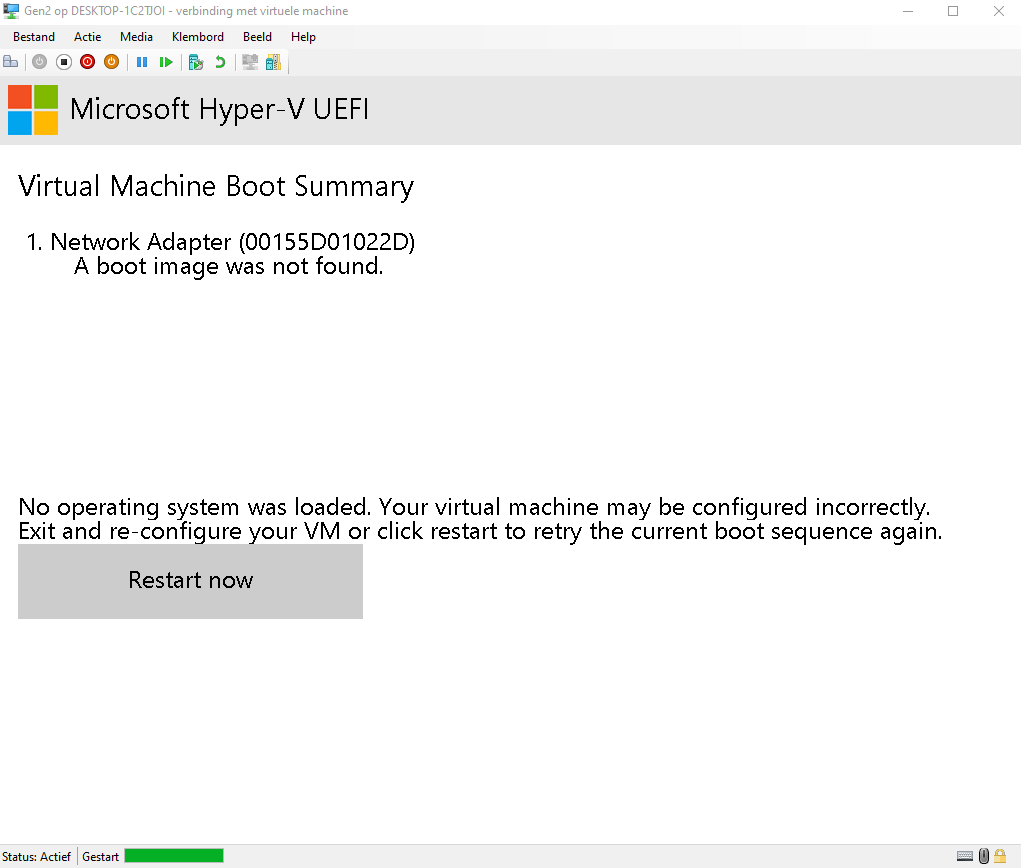 Gen2 op DESKTOP-1C2TJOI - verbinding met virtuele machine
Bestand Actie Media Klembord Beeld Help
Microsoft Hyper-V UEFI
Virtual Machine Boot Summary
1. Network Adapter (00155D01022D)
A boot image was not found.
No operating system was loaded. Your virtual machine may be configured incorrectly.
Exit and re-configure your VM or click restart to retry the current boot sequence again.
Restart now
Status: Actief Gestart